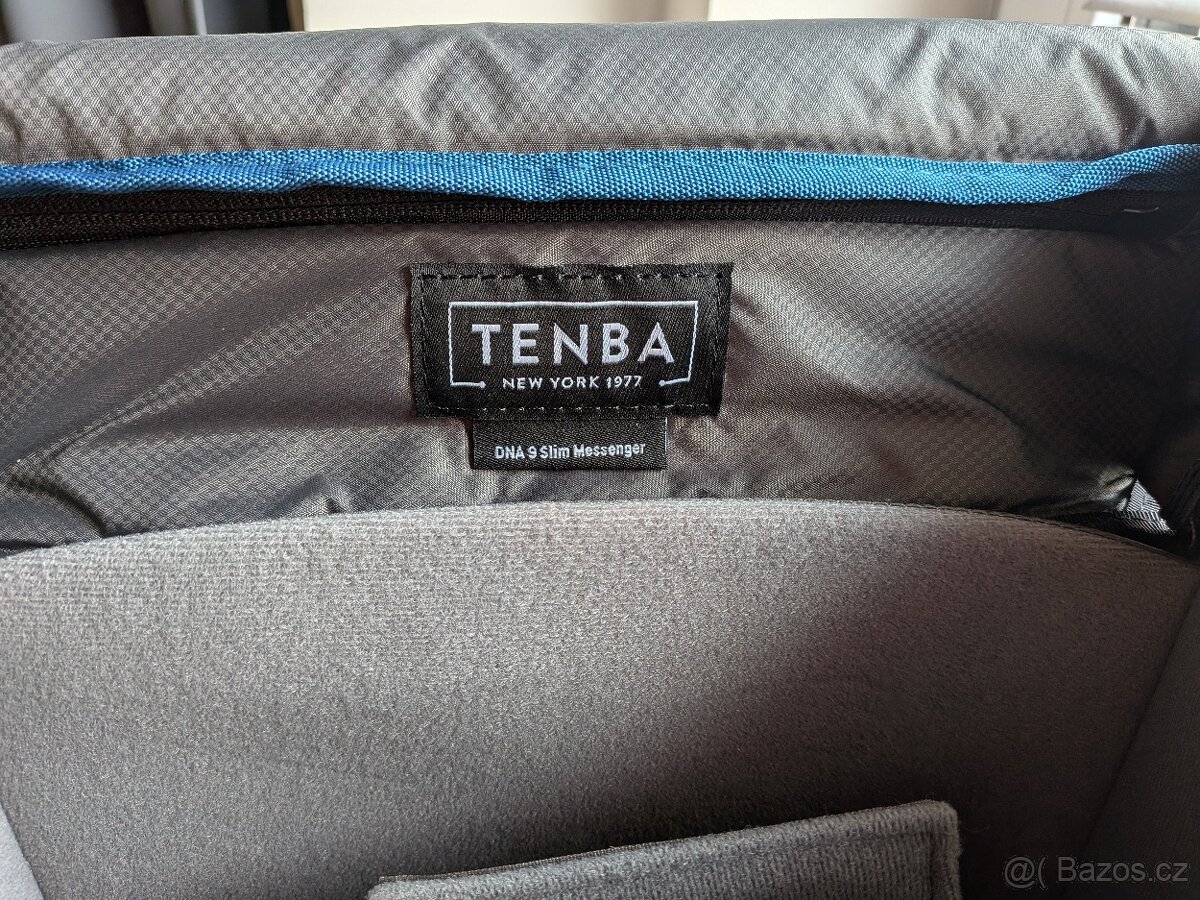 TENBA
NEW YORK 1977
DNA 9 Slim Messenger
@( Bazos.cz